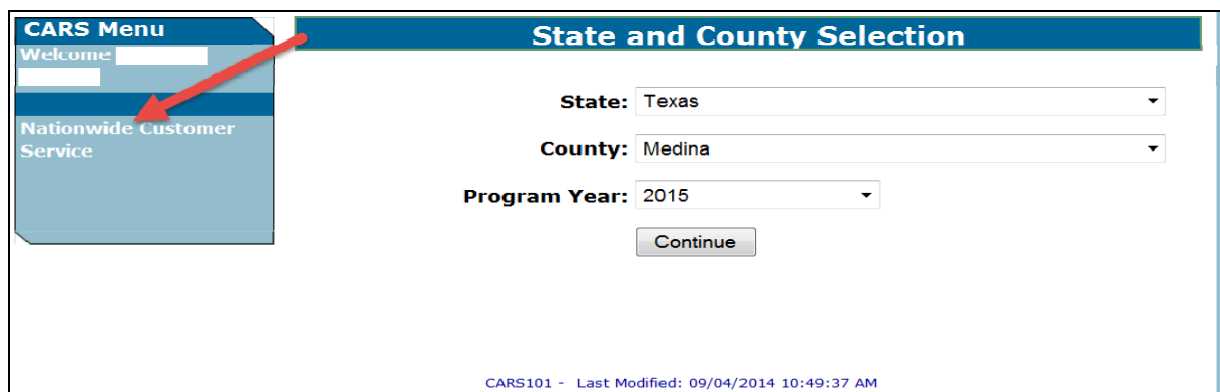 CARS Menu
Welcome
Nationwide Customer
Service
State and County Selection
State: Texas
County: Medina
Program Year: 2015
Continue
CARS101 - Last Modified: 09/04/2014 10:49:37 AM